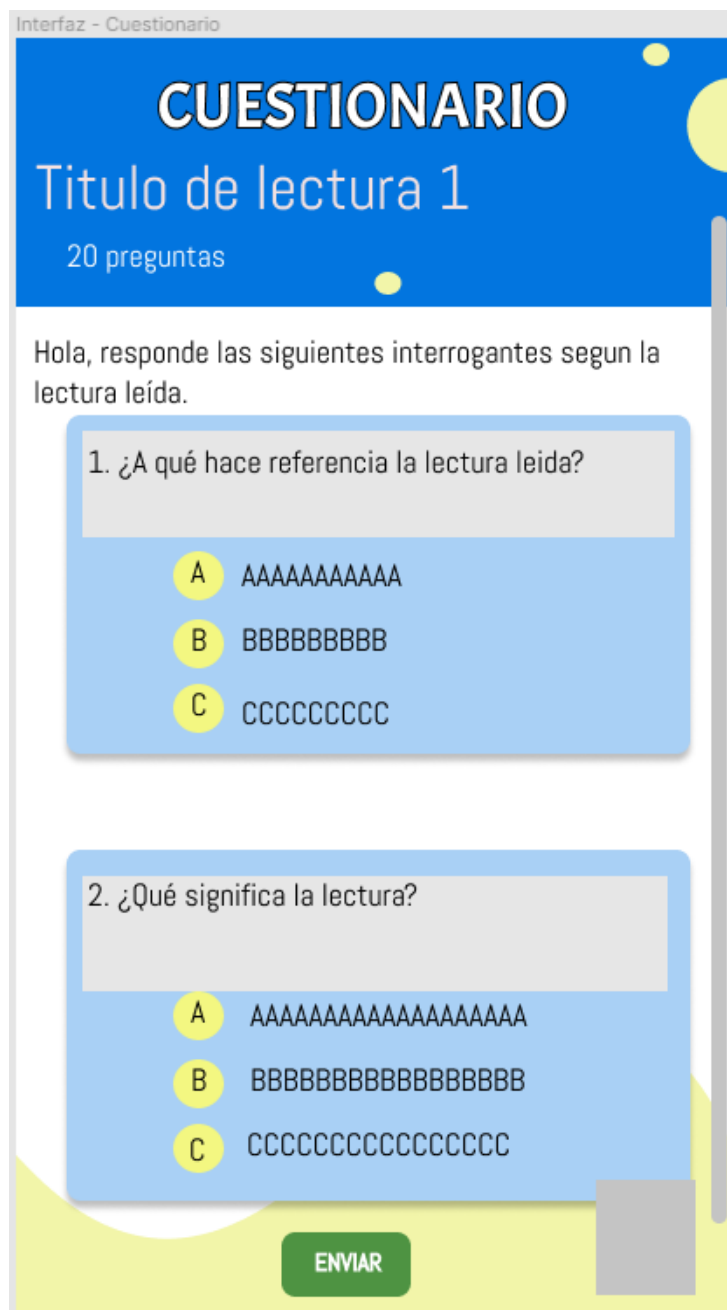 Interfaz - Cuestionario
CUESTIONARIO
Titulo de lectura 1
20 preguntas
Hola, responde las siguientes interrogantes segun la
lectura leída.
1. ¿A qué hace referencia la lectura leida?
A AAAAAAAAAAA
B BBBBBBBBB
C CCCCCCCCC
2. ¿Qué significa la lectura?
A AAAAAAAAAAAAAAAAAAA
B BBBBBBBBBBBBBBBBB
C CCCCCCCCCCCCCCCC
ENVIAR